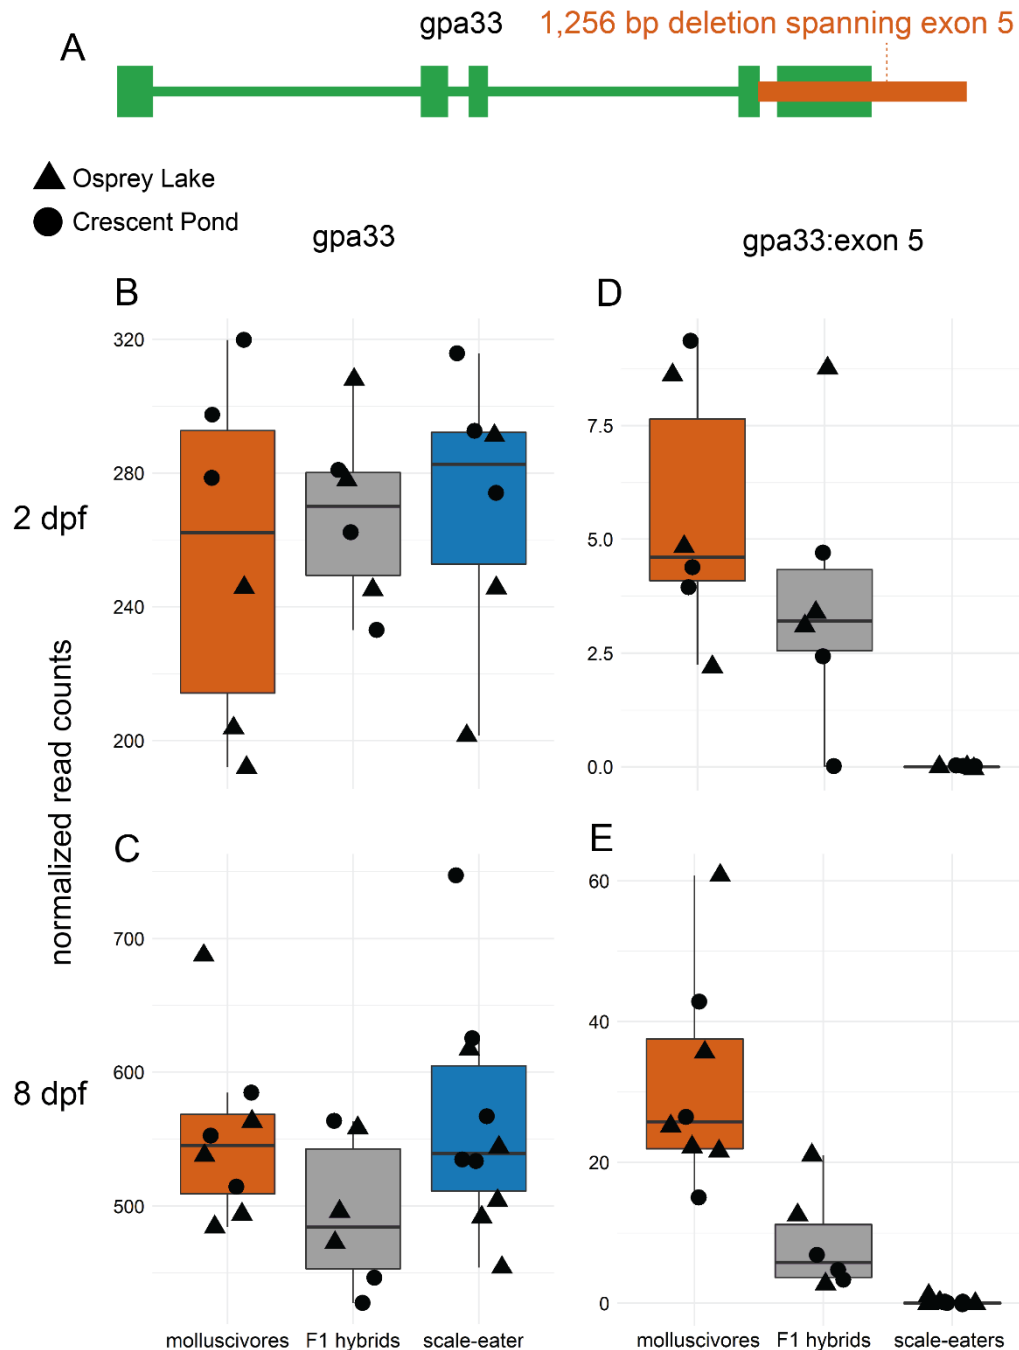 gpa33
1,256 bp deletion spanning exon 5
A
Osprey Lake
Crescent Pond
gpa33
gpa33:exon 5
B
D
320
280
240
200
7.5
5.0
2.5
0.0
2 dpf
normalized read counts
C
E
700
600
500
60
40
20
0
8 dpf
molluscivores
F1 hybrids
scale-eater
molluscivores
F1 hybrids
scale-eaters